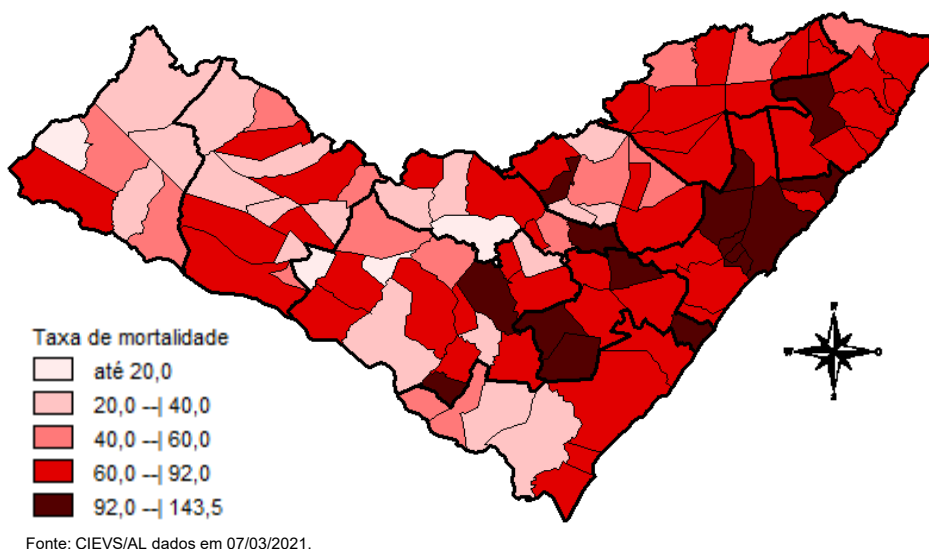 Taxa de mortalidade
até 20,0
20,0 --| 40,0
40,0 --| 60,0
60,0 --| 92,0
92,0 --| 143,5
Fonte: CIEVS/AL dados em 07/03/2021.